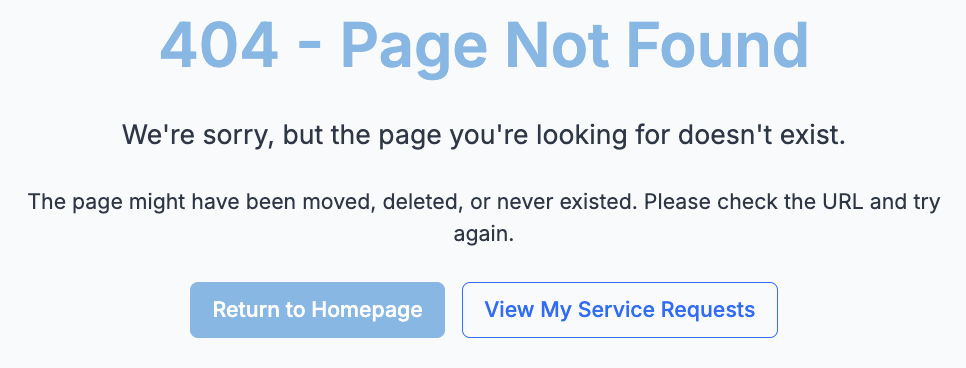 404 - Page Not Found
We're sorry, but the page you're looking for doesn't exist.
The page might have been moved, deleted, or never existed. Please check the URL and try
again.
Return to Homepage
View My Service Requests